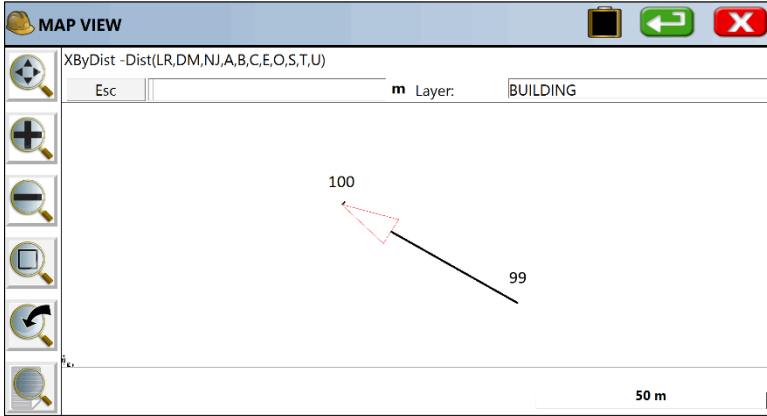 MAP VIEW
XByDist -Dist(LR,DM,NJ,A,B,C,E,O,S,T,U)
Esc m Layer: BUILDING
100
99
50 m